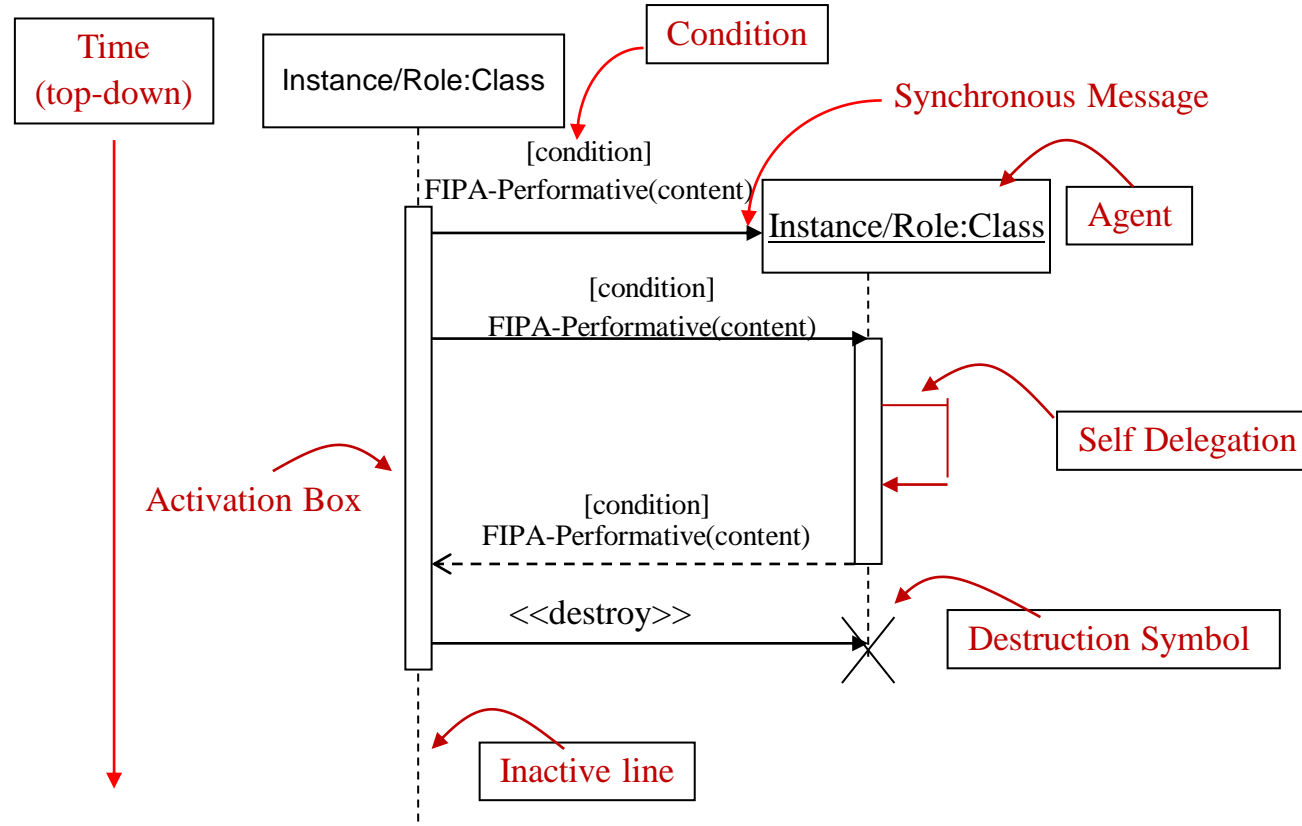 Time
(top-down)
Instance/Role:Class
Condition
Synchronous Message
[condition]
FIPA-Performative(content)
Instance/Role:Class
Agent
[condition]
FIPA-Performative(content)
Self Delegation
Activation Box
[condition]
FIPA-Performative(content)
<<destroy>>
Destruction Symbol
Inactive line